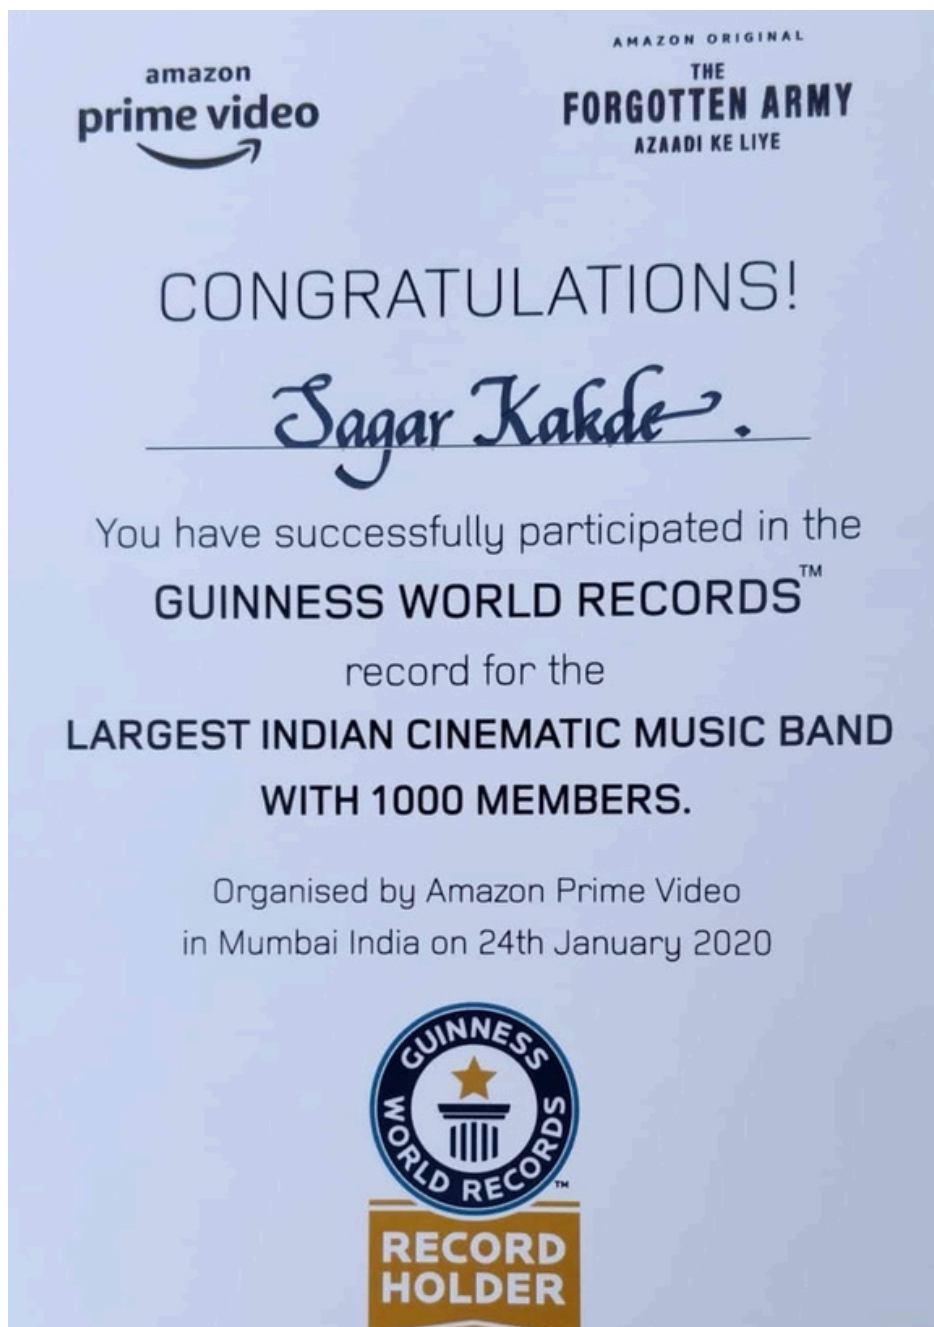 amazon
prime video
AMAZON ORIGINAL
THE
FORGOTTEN ARMY
AZAADI KE LIYE
CONGRATULATIONS!
Sagar Kakde.
You have successfully participated in the
GUINNESS WORLD RECORDS™
record for the
LARGEST INDIAN CINEMATIC MUSIC BAND
WITH 1000 MEMBERS.
Organised by Amazon Prime Video
in Mumbai India on 24th January 2020
GUINNESS
WORLD RECORDS™
RECORD
HOLDER